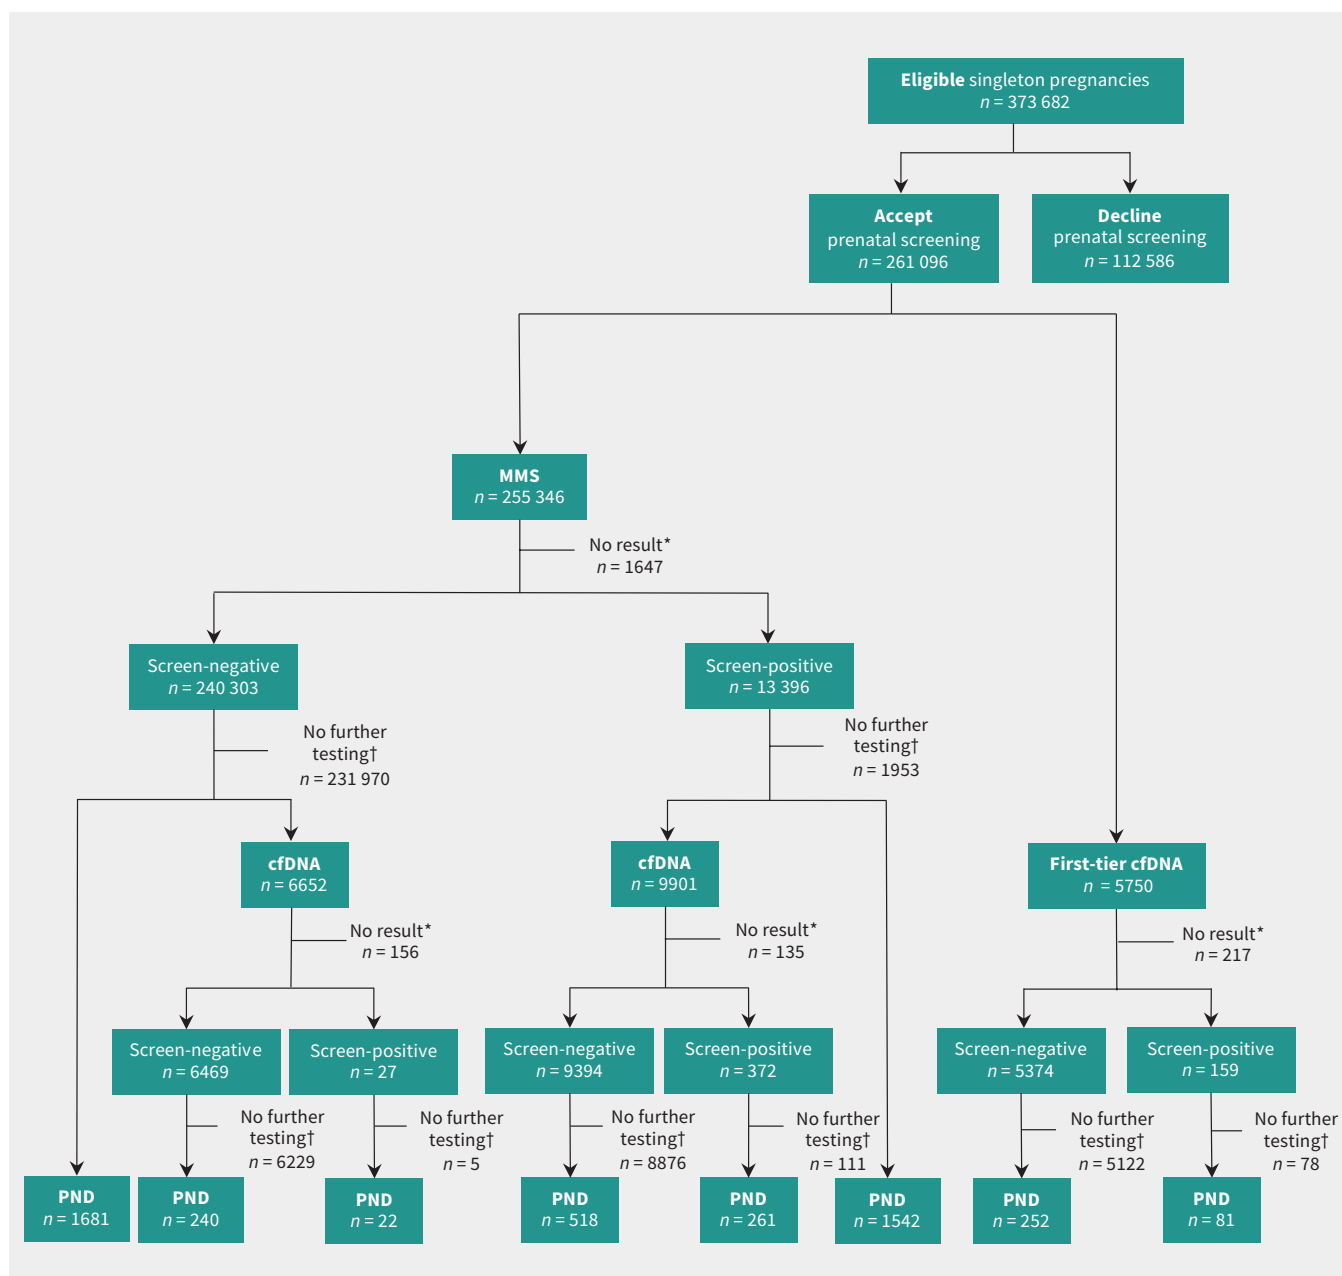 Eligible singleton pregnancies
n = 373 682
Accept
prenatal screening
n = 261 096
Decline
prenatal screening
n = 112 586
MMS
n = 255 346
No result*
n = 1647
Screen-negative
n = 240 303
Screen-positive
n = 13 396
No further
testing†
n = 231 970
No further
testing†
n = 1953
cfDNA
n = 6652
cfDNA
n = 9901
First-tier cfDNA
n = 5750
No result*
n = 156
No result*
n = 135
No result*
n = 217
Screen-negative
n = 6469
Screen-positive
n = 27
Screen-negative
n = 9394
Screen-positive
n = 372
Screen-negative
n = 5374
Screen-positive
n = 159
No further
testing†
n = 6229
No further
testing†
n = 5
No further
testing†
n = 8876
No further
testing†
n = 111
No further
testing†
n = 5122
No further
testing†
n = 78
PND
n = 1681
PND
n = 240
PND
n = 22
PND
n = 518
PND
n = 261
PND
n = 1542
PND
n = 252
PND
n = 81